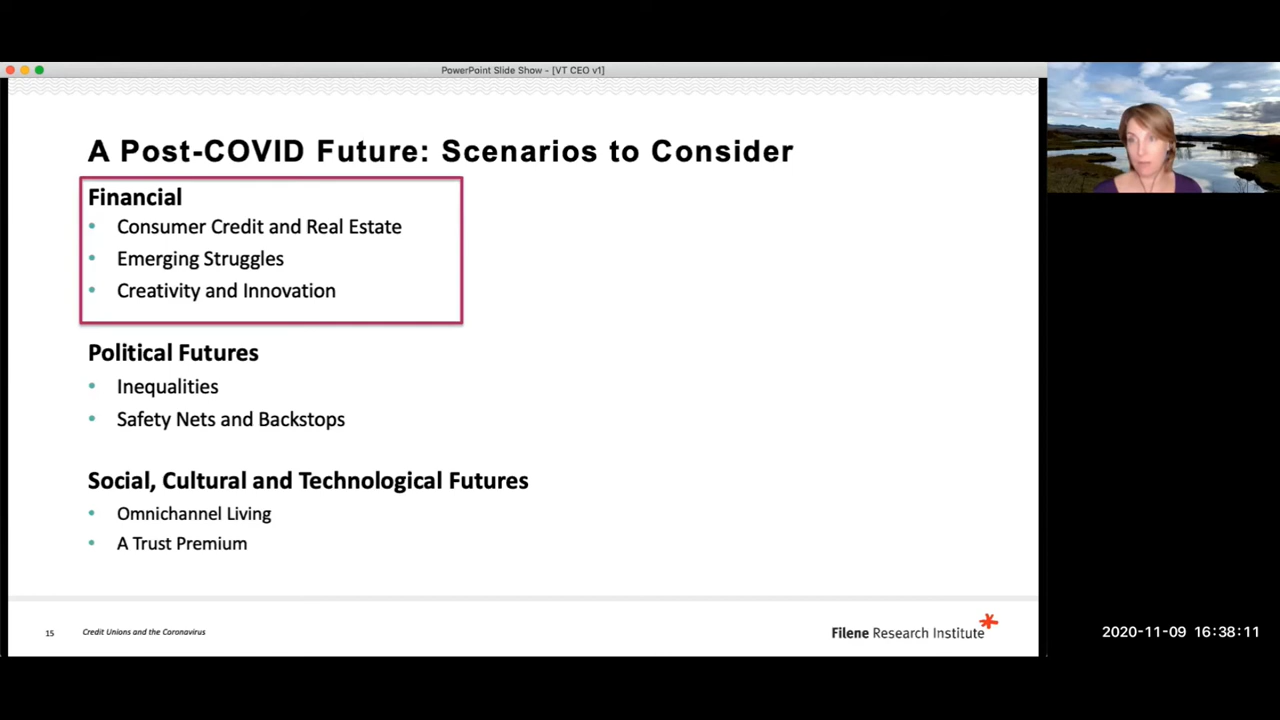 PowerPoint Slide Show - [VT CEO v1]
A Post-COVID Future: Scenarios to Consider
Financial
• Consumer Credit and Real Estate
• Emerging Struggles
• Creativity and Innovation
Political Futures
• Inequalities
• Safety Nets and Backstops
Social, Cultural and Technological Futures
• Omnichannel Living
• A Trust Premium
15 Credit Unions and the Coronavirus
Filene Research Institute
2020-11-09 16:38:11